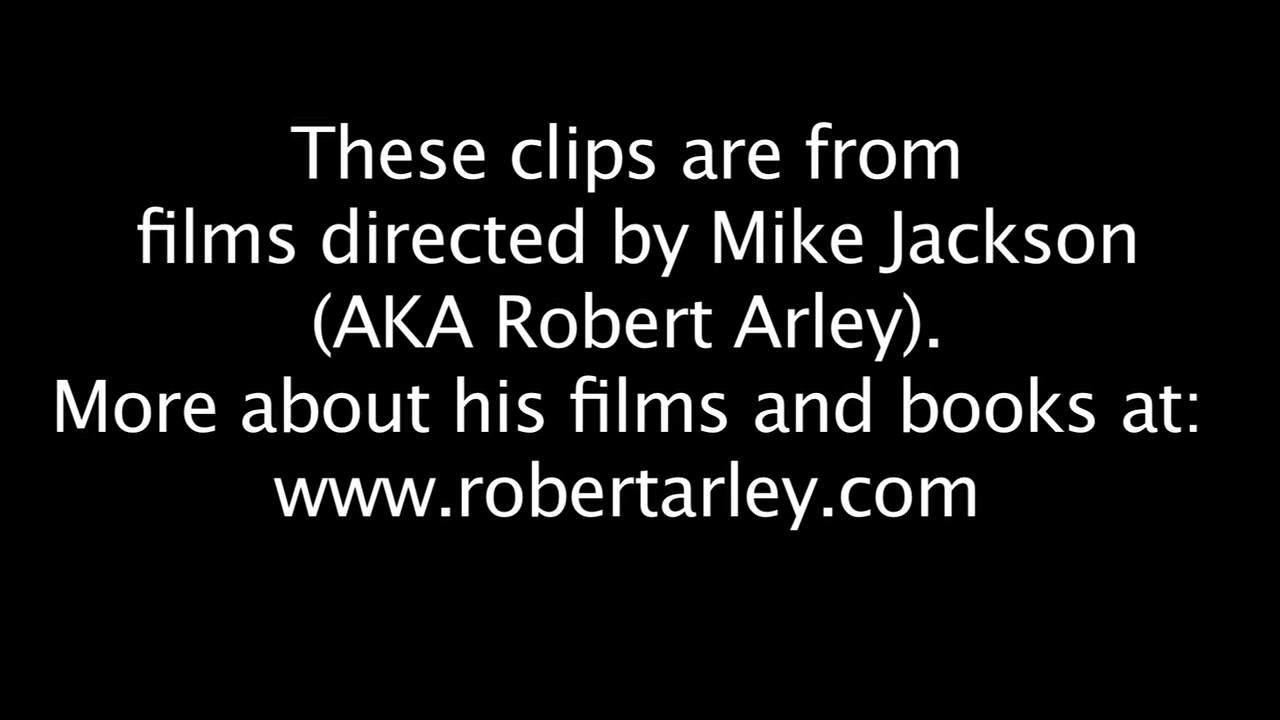 These clips are from
films directed by Mike Jackson
(AKA Robert Arley).
More about his films and books at:
www.robertarley.com